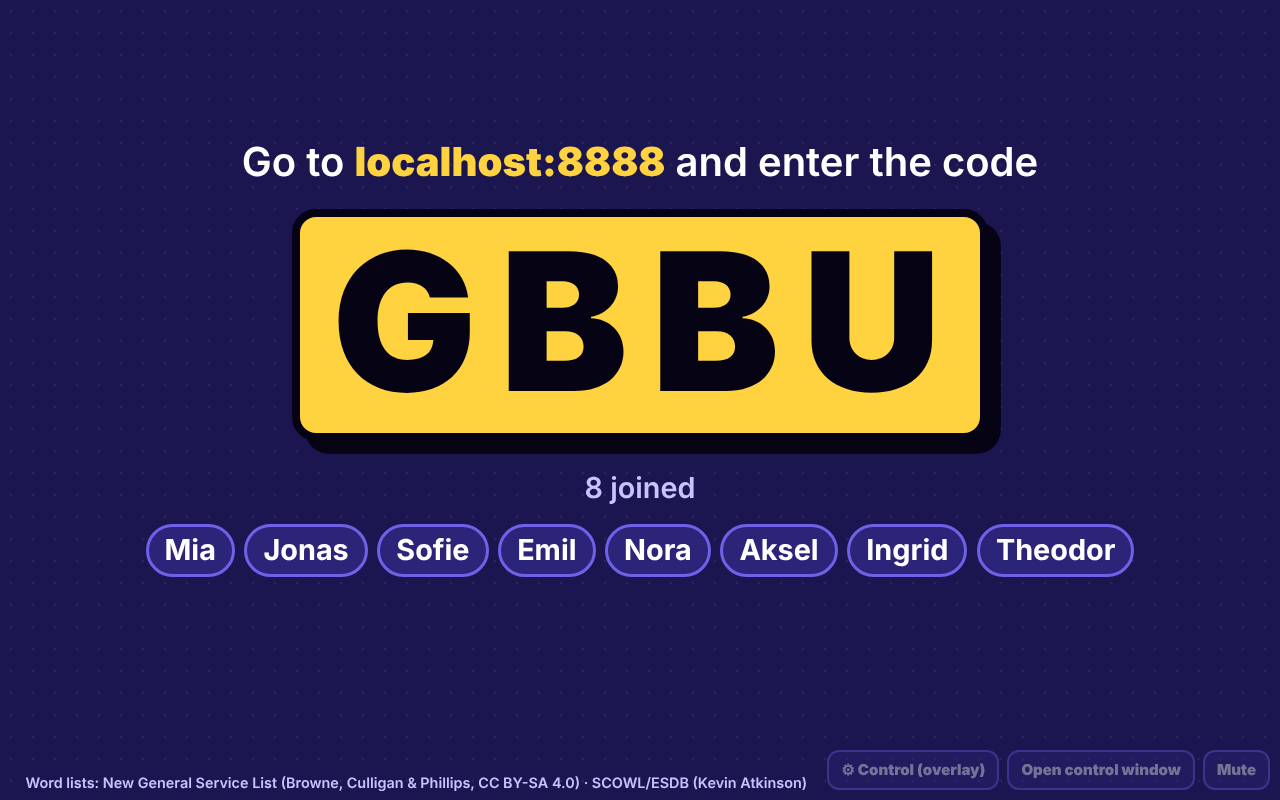 Go to localhost:8888 and enter the code
GBBU
8 joined
Mia Jonas Sofie Emil Nora Aksel Ingrid Theodor
Word lists: New General Service List (Browne, Culligan & Phillips, CC BY-SA 4.0) · SCOWL/ESDB (Kevin Atkinson)
⚙ Control (overlay) Open control window Mute